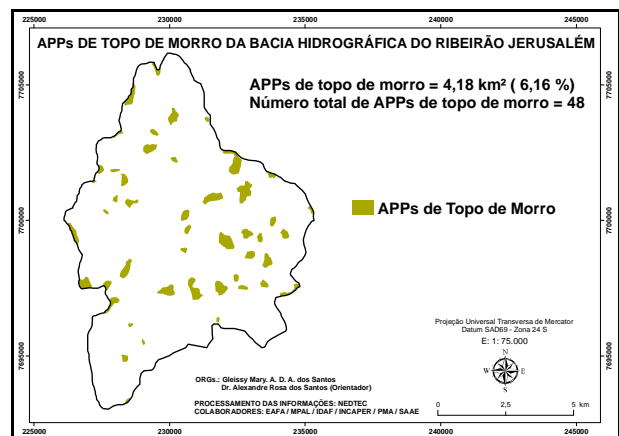 225000 230000 235000 240000 245000
APPs DE TOPO DE MORRO DA BACIA HIDROGRÁFICA DO RIBEIRÃO JERUSALÉM
7705000 7705000
APPs de topo de morro = 4,18 km² ( 6,16 %)
Número total de APPs de topo de morro = 48
APPs de Topo de Morro
7700000 7700000
Projeção Universal Transversa de Mercator
Datum SAD69 - Zona 24 S
E: 1: 75.000
N
W E
S
7695000 7695000
ORGs.: Gleissy Mary. A. D. A. dos Santos
Dr. Alexandre Rosa dos Santos (Orientador)
PROCESSAMENTO DAS INFORMAÇÕES: NEDTEC
COLABORADORES: EAFA / MPAL / IDAF / INCAPER / PMA / SAAE
0 2,5 5 km
225000 230000 235000 240000 245000